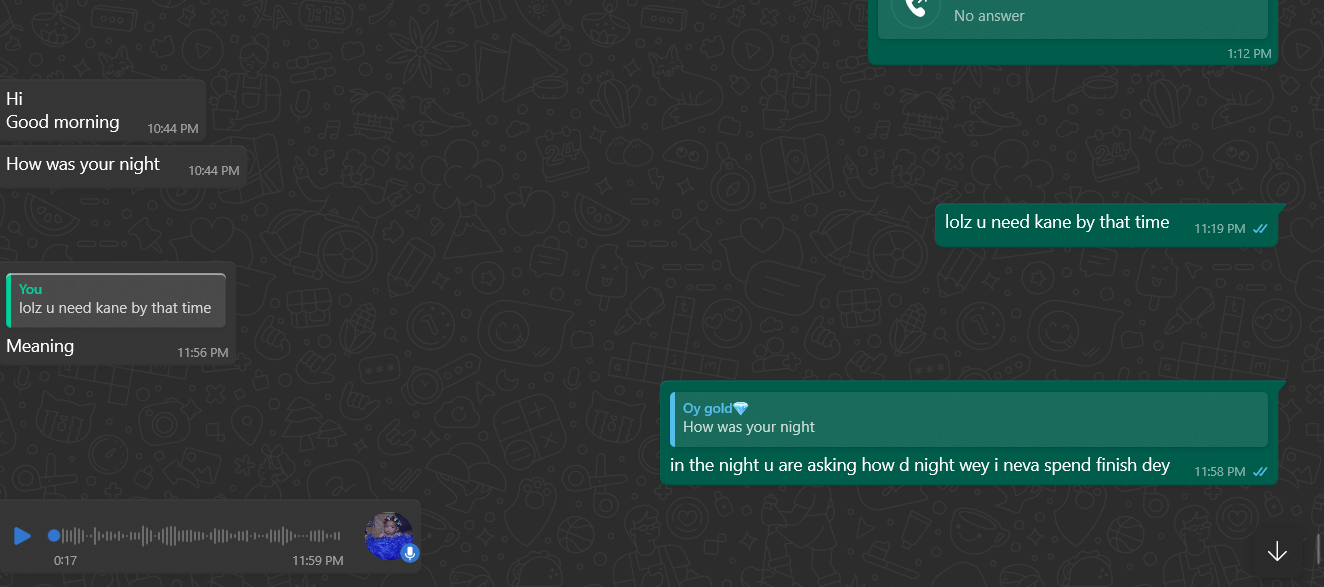 No answer
1:12 PM
Hi
Good morning
10:44 PM
How was your night
10:44 PM
lolz u need kane by that time
11:19 PM
You
lolz u need kane by that time
Meaning
11:56 PM
Oy gold💎
How was your night
in the night u are asking how d night wey i neva spend finish dey
11:58 PM
0:17
11:59 PM